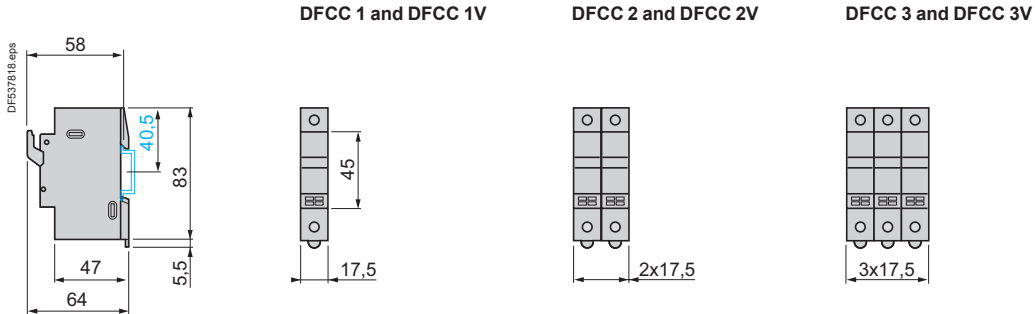 DFCC 1 and DFCC 1V
DFCC 2 and DFCC 2V
DFCC 3 and DFCC 3V
DF537818.eps
58
40,5
83
45
47
5,5
17,5
2x17,5
3x17,5
64